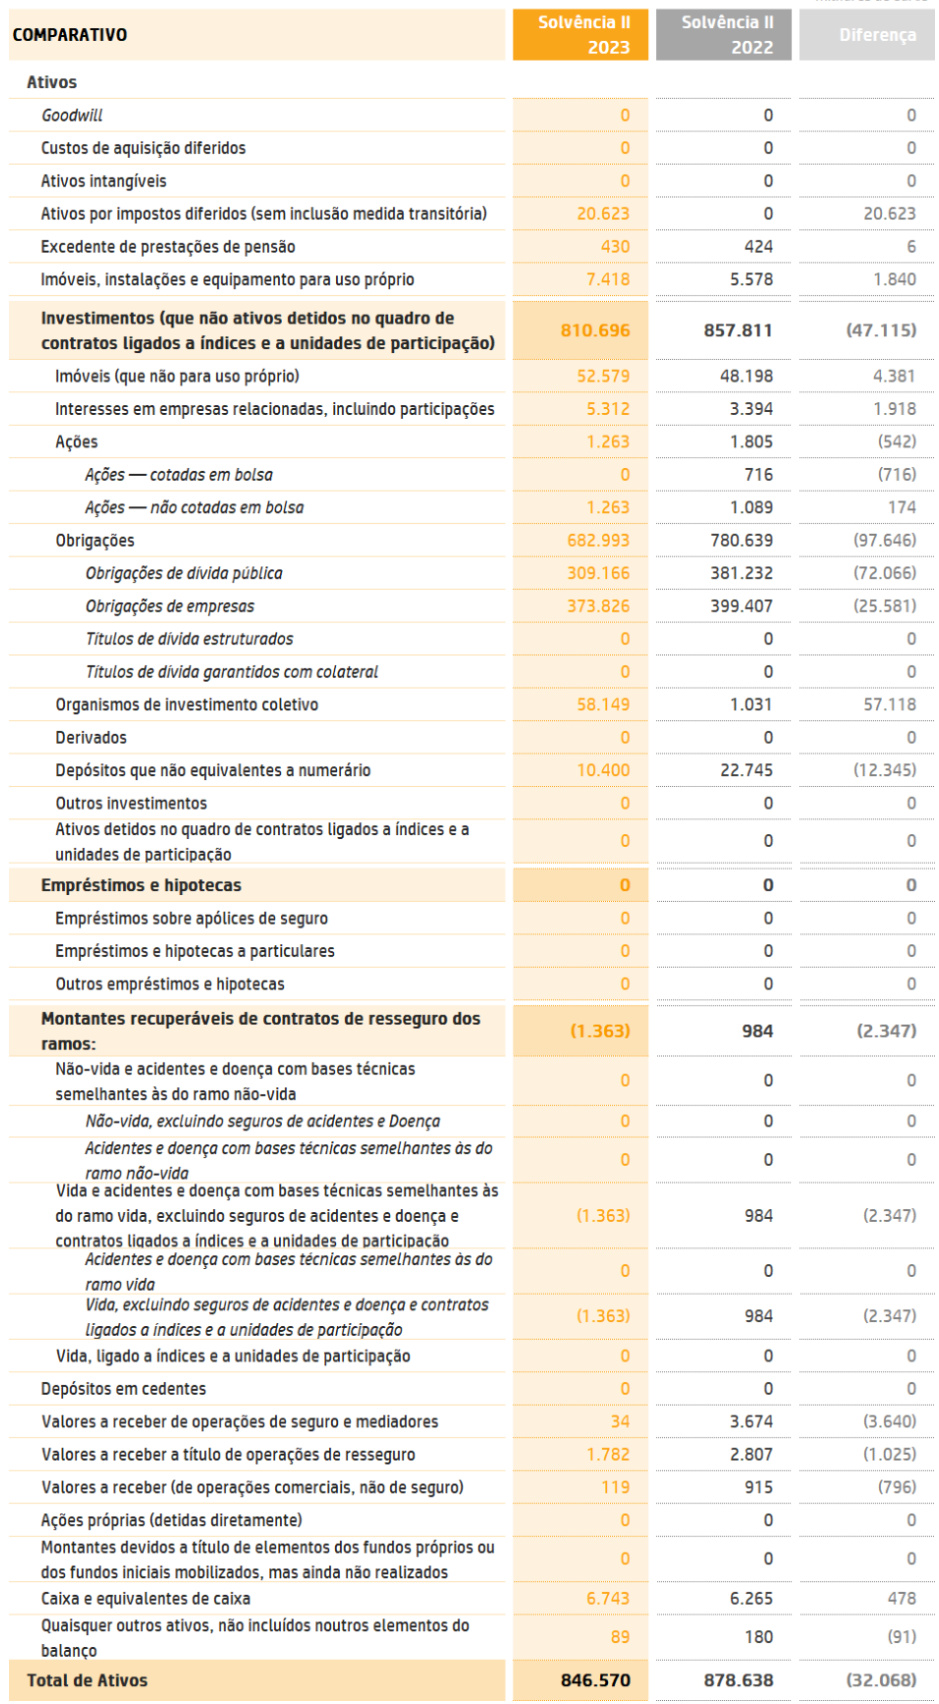 COMPARATIVO Solvência II 2023 Solvência II 2022 Diferença
Ativos
Goodwill 0 0 0
Custos de aquisição diferidos 0 0 0
Ativos intangíveis 0 0 0
Ativos por impostos diferidos (sem inclusão medida transitória) 20.623 0 20.623
Excedente de prestações de pensão 430 424 6
Imóveis, instalações e equipamento para uso próprio 7.418 5.578 1.840
Investimentos (que não ativos detidos no quadro de
contratos ligados a índices e a unidades de participação) 810.696 857.811 (47.115)
Imóveis (que não para uso próprio) 52.579 48.198 4.381
Interesses em empresas relacionadas, incluindo participações 5.312 3.394 1.918
Ações 1.263 1.805 (542)
Ações — cotadas em bolsa 0 716 (716)
Ações — não cotadas em bolsa 1.263 1.089 174
Obrigações 682.993 780.639 (97.646)
Obrigações de dívida pública 309.166 381.232 (72.066)
Obrigações de empresas 373.826 399.407 (25.581)
Títulos de dívida estruturados 0 0 0
Títulos de dívida garantidos com colateral 0 0 0
Organismos de investimento coletivo 58.149 1.031 57.118
Derivados 0 0 0
Depósitos que não equivalentes a numerário 10.400 22.745 (12.345)
Outros investimentos 0 0 0
Ativos detidos no quadro de contratos ligados a índices e a
unidades de participação 0 0 0
Empréstimos e hipotecas 0 0 0
Empréstimos sobre apólices de seguro 0 0 0
Empréstimos e hipotecas a particulares 0 0 0
Outros empréstimos e hipotecas 0 0 0
Montantes recuperáveis de contratos de resseguro dos
ramos: (1.363) 984 (2.347)
Não-vida e acidentes e doença com bases técnicas
semelhantes às do ramo não-vida 0 0 0
Não-vida, excluindo seguros de acidentes e Doença 0 0 0
Acidentes e doença com bases técnicas semelhantes às do
ramo não-vida 0 0 0
Vida e acidentes e doença com bases técnicas semelhantes às
do ramo vida, excluindo seguros de acidentes e doença e
contratos ligados a índices e a unidades de participação (1.363) 984 (2.347)
Acidentes e doença com bases técnicas semelhantes às do
ramo vida 0 0 0
Vida, excluindo seguros de acidentes e doença e contratos
ligados a índices e a unidades de participação (1.363) 984 (2.347)
Vida, ligado a índices e a unidades de participação 0 0 0
Depósitos em cedentes 0 0 0
Valores a receber de operações de seguro e mediadores 34 3.674 (3.640)
Valores a receber a título de operações de resseguro 1.782 2.807 (1.025)
Valores a receber (de operações comerciais, não de seguro) 119 915 (796)
Ações próprias (detidas diretamente) 0 0 0
Montantes devidos a título de elementos dos fundos próprios ou
dos fundos iniciais mobilizados, mas ainda não realizados 0 0 0
Caixa e equivalentes de caixa 6.743 6.265 478
Quaisquer outros ativos, não incluídos noutros elementos do
balanço 89 180 (91)
Total de Ativos 846.570 878.638 (32.068)